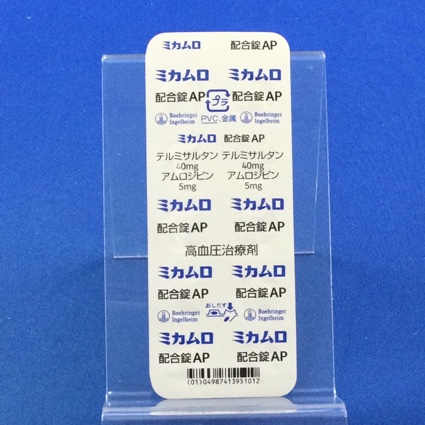 ミカムロ 配合錠AP
ミカムロ ミカムロ
配合錠AP 配合錠AP
プラ
Boehringer Ingelheim PVC,金属 Boehringer Ingelheim
ミカムロ 配合錠AP
テルミサルタン テルミサルタン
40mg 40mg
アムロジピン アムロジピン
5mg 5mg
ミカムロ ミカムロ
配合錠AP 配合錠AP
高血圧治療剤
ミカムロ ミカムロ
配合錠AP 配合錠AP
Boehringer Ingelheim おしだす Boehringer Ingelheim
ミカムロ ミカムロ
配合錠AP 配合錠AP
(01)04987413951012